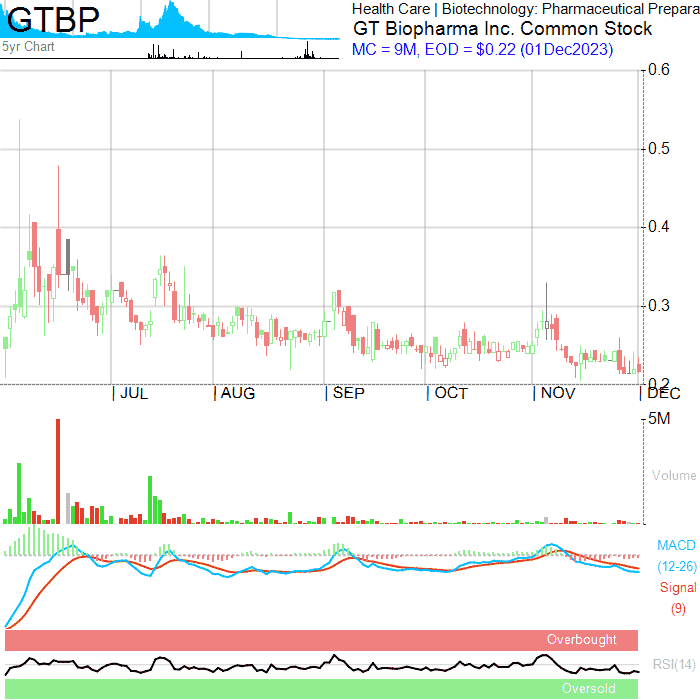 GTBP
5yr Chart
Health Care | Biotechnology: Pharmaceutical Prepara
GT Biopharma Inc. Common Stock
MC = 9M, EOD = $0.22 (01Dec2023)
0.6
0.5
0.4
0.3
0.2
| JUL | AUG | SEP | OCT | NOV | DEC
5M
Volume
MACD
(12-26)
Signal
(9)
Overbought
RSI(14)
Oversold